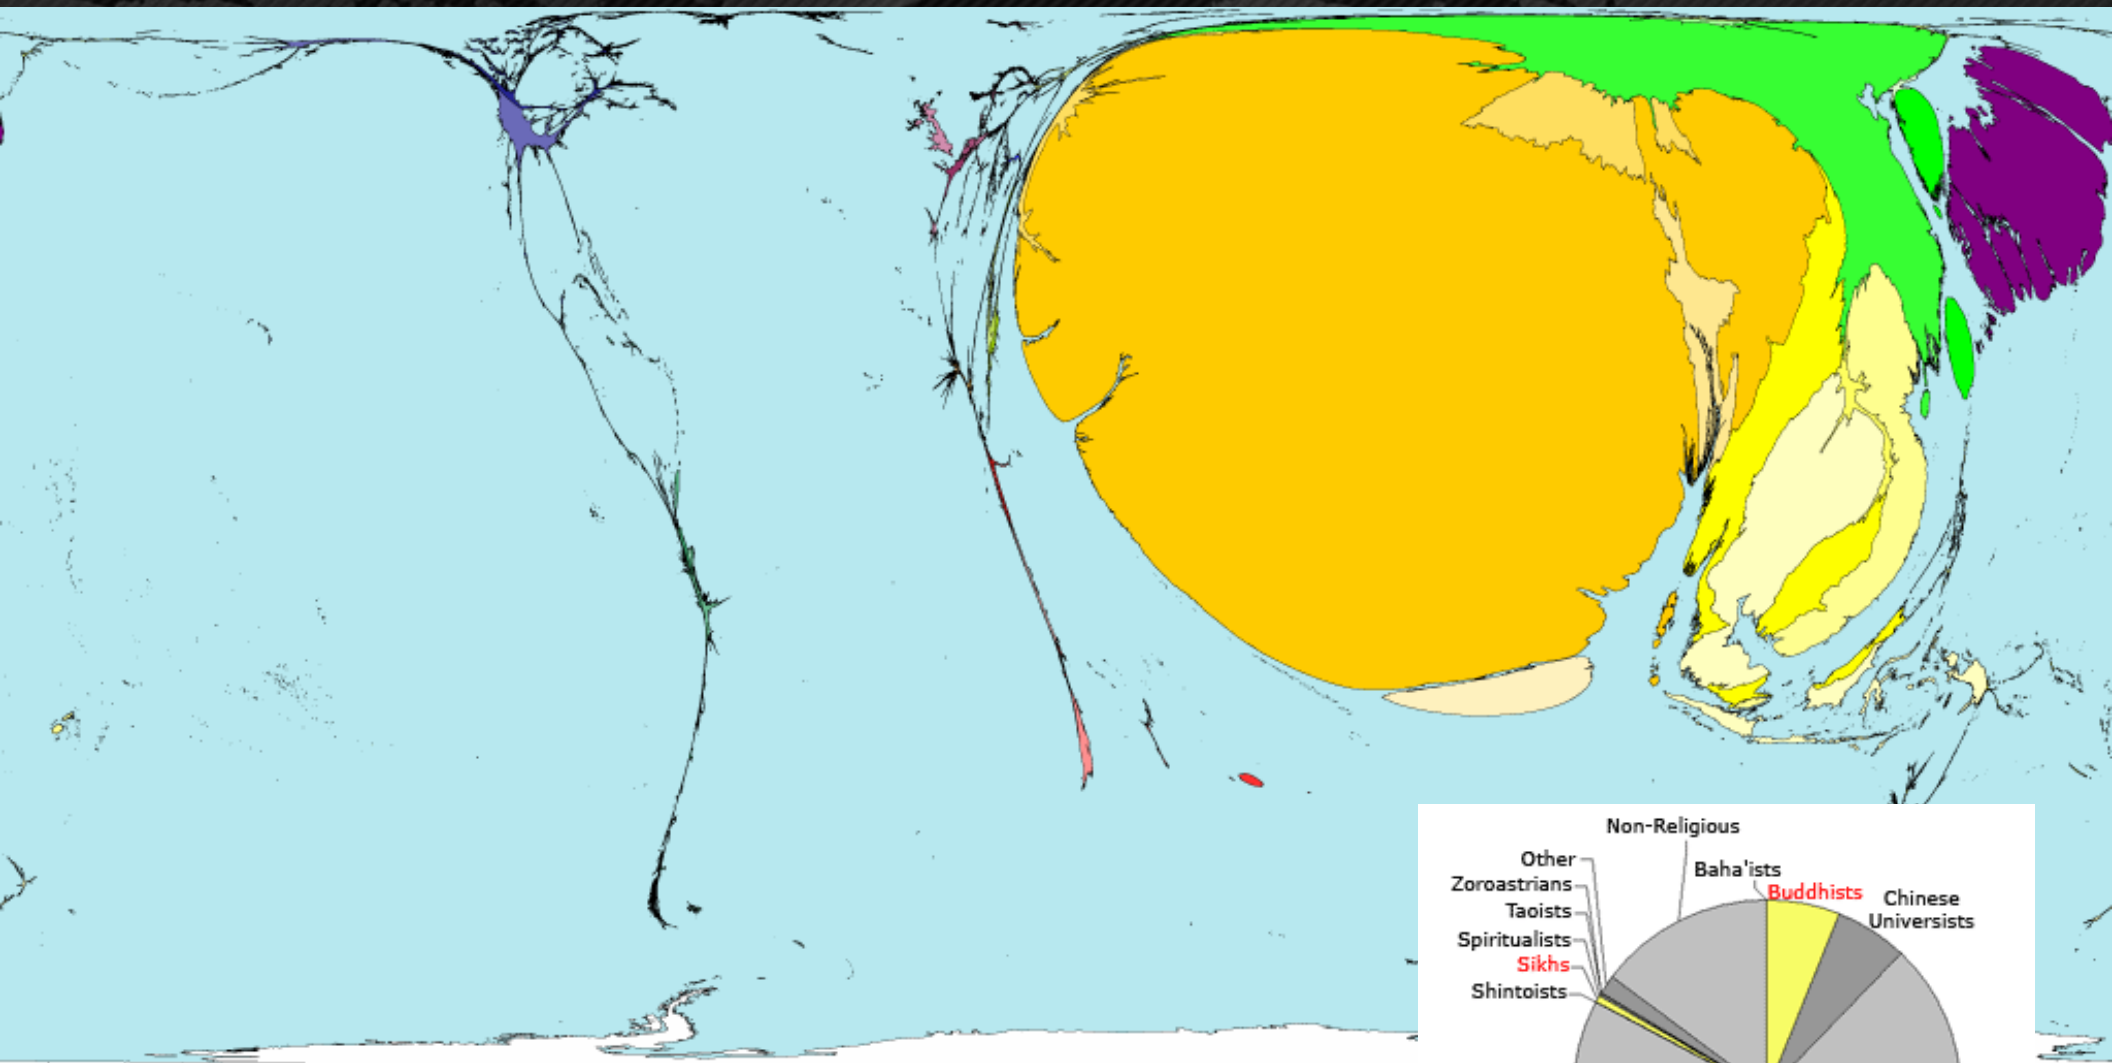 Non-Religious
Other
Baha'ists
Zoroastrians
Buddhists
Chinese
Universists
Taoists
Spiritualists
Sikhs
Shintoists